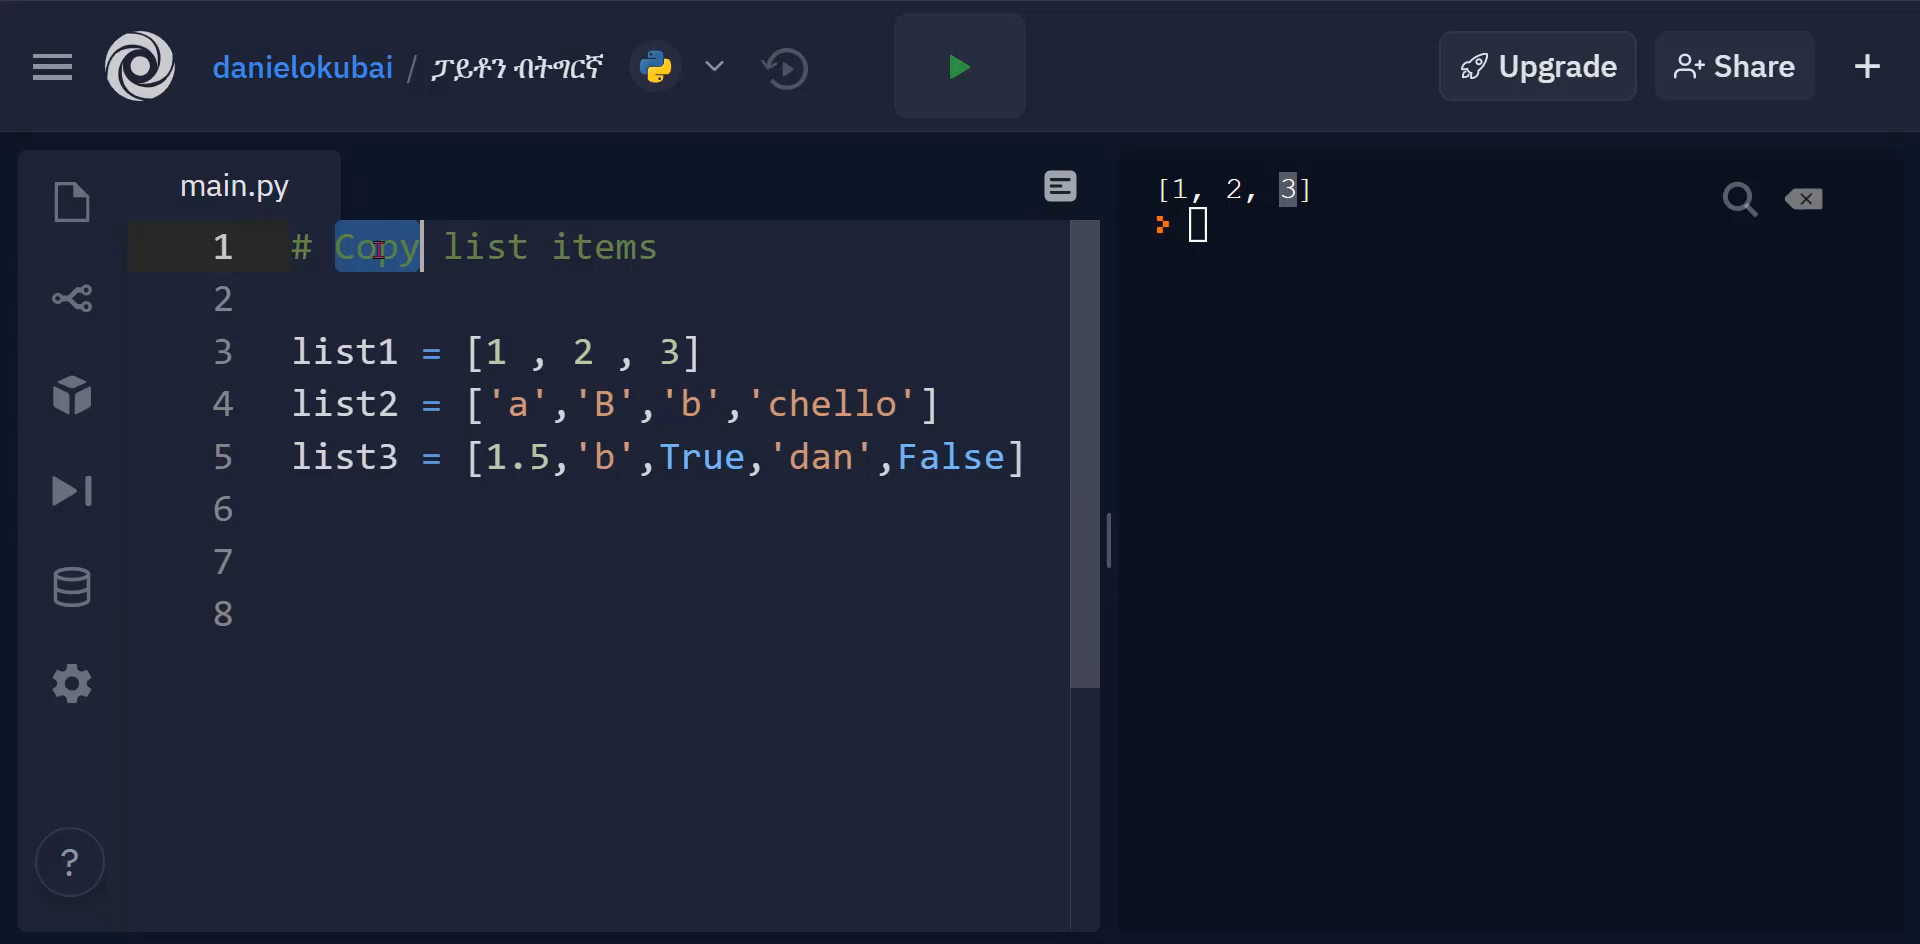 danielokubai / ፓይቶን ብትግርኛ
Upgrade
Share
main.py
1 # Copy list items
2
3 list1 = [1 , 2 , 3]
4 list2 = ['a','B','b','chello']
5 list3 = [1.5,'b',True,'dan',False]
6
7
8
?
[1, 2, 3]